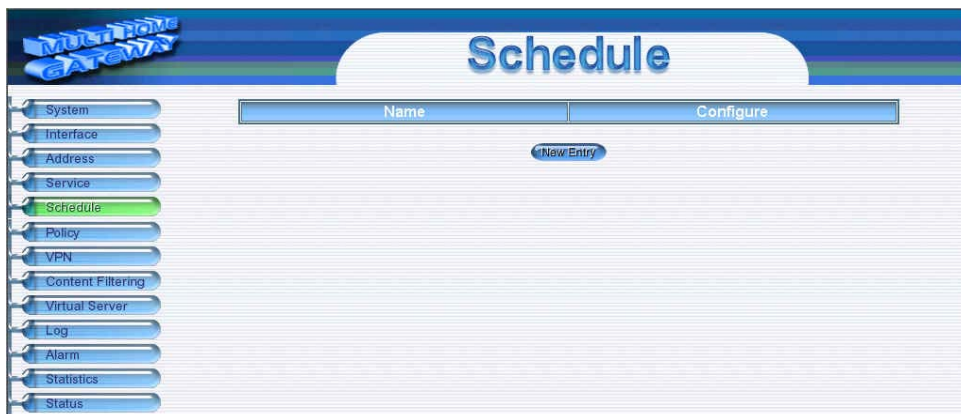 MULTI HOME
GATEWAY
Schedule
Name Configure
New Entry
System
Interface
Address
Service
Schedule
Policy
VPN
Content Filtering
Virtual Server
Log
Alarm
Statistics
Status